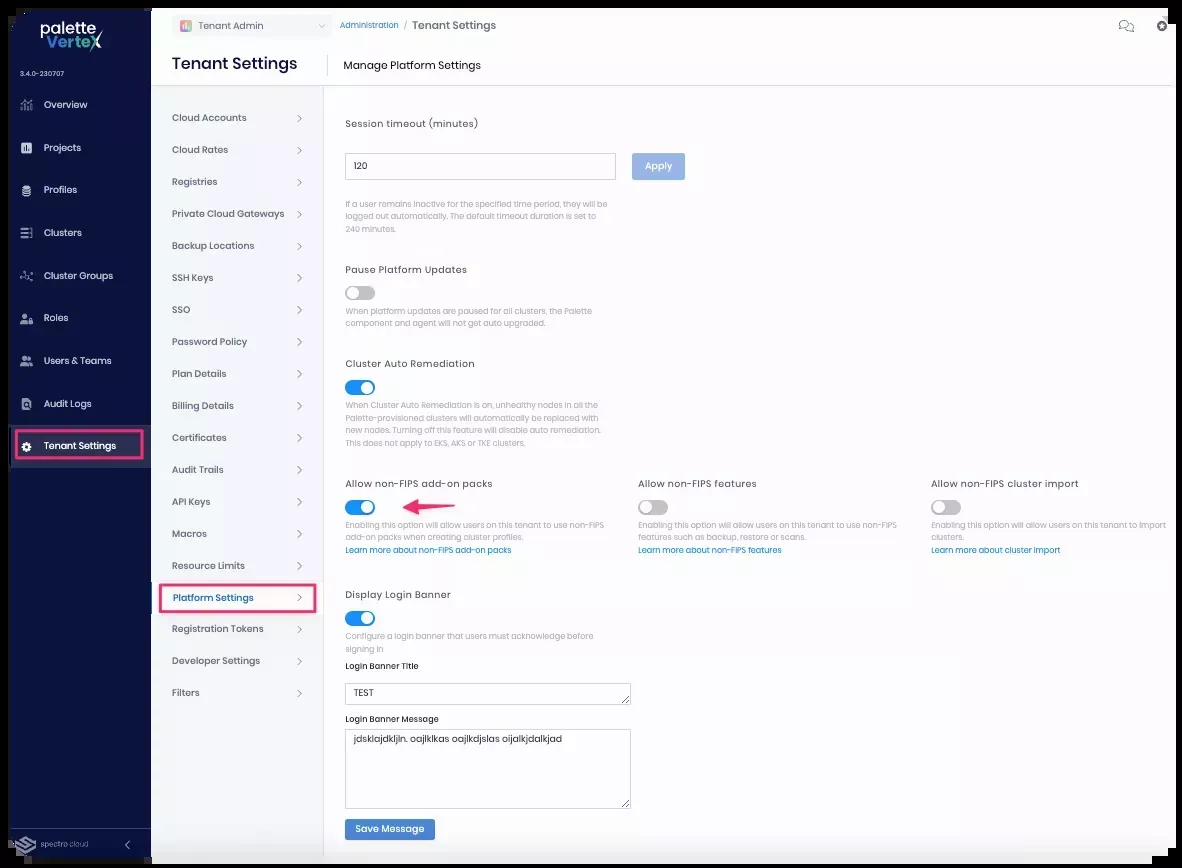 palette
VerteX
3.4.0-230707
Overview
Projects
Profiles
Clusters
Cluster Groups
Roles
Users & Teams
Audit Logs
Tenant Settings
spectro cloud
Tenant Admin
Administration / Tenant Settings
Tenant Settings
Manage Platform Settings
Cloud Accounts
Cloud Rates
Registries
Private Cloud Gateways
Backup Locations
SSH Keys
SSO
Password Policy
Plan Details
Billing Details
Certificates
Audit Trails
API Keys
Macros
Resource Limits
Platform Settings
Registration Tokens
Developer Settings
Filters
Session timeout (minutes)
120
Apply
If a user remains inactive for the specified time period, they will be
logged out automatically. The default timeout duration is set to
240 minutes.
Pause Platform Updates
When platform updates are paused for all clusters, the Palette
component and agent will not get auto upgraded.
Cluster Auto Remediation
When Cluster Auto Remediation is on, unhealthy nodes in all the
Palette-provisioned clusters will automatically be replaced with
new nodes. Turning off this feature will disable auto remediation.
This does not apply to EKS, AKS or TKE clusters.
Allow non-FIPS add-on packs
Enabling this option will allow users on this tenant to use non-FIPS
add-on packs when creating cluster profiles.
Learn more about non-FIPS add-on packs
Allow non-FIPS features
Enabling this option will allow users on this tenant to use non-FIPS
features such as backup, restore or scans.
Learn more about non-FIPS features
Allow non-FIPS cluster import
Enabling this option will allow users on this tenant to import
clusters.
Learn more about cluster import
Display Login Banner
Configure a login banner that users must acknowledge before
signing in
Login Banner Title
TEST
Login Banner Message
jdsklajdkljln. oajlklkas oajlkdjslas oijalkjdalkjad
Save Message